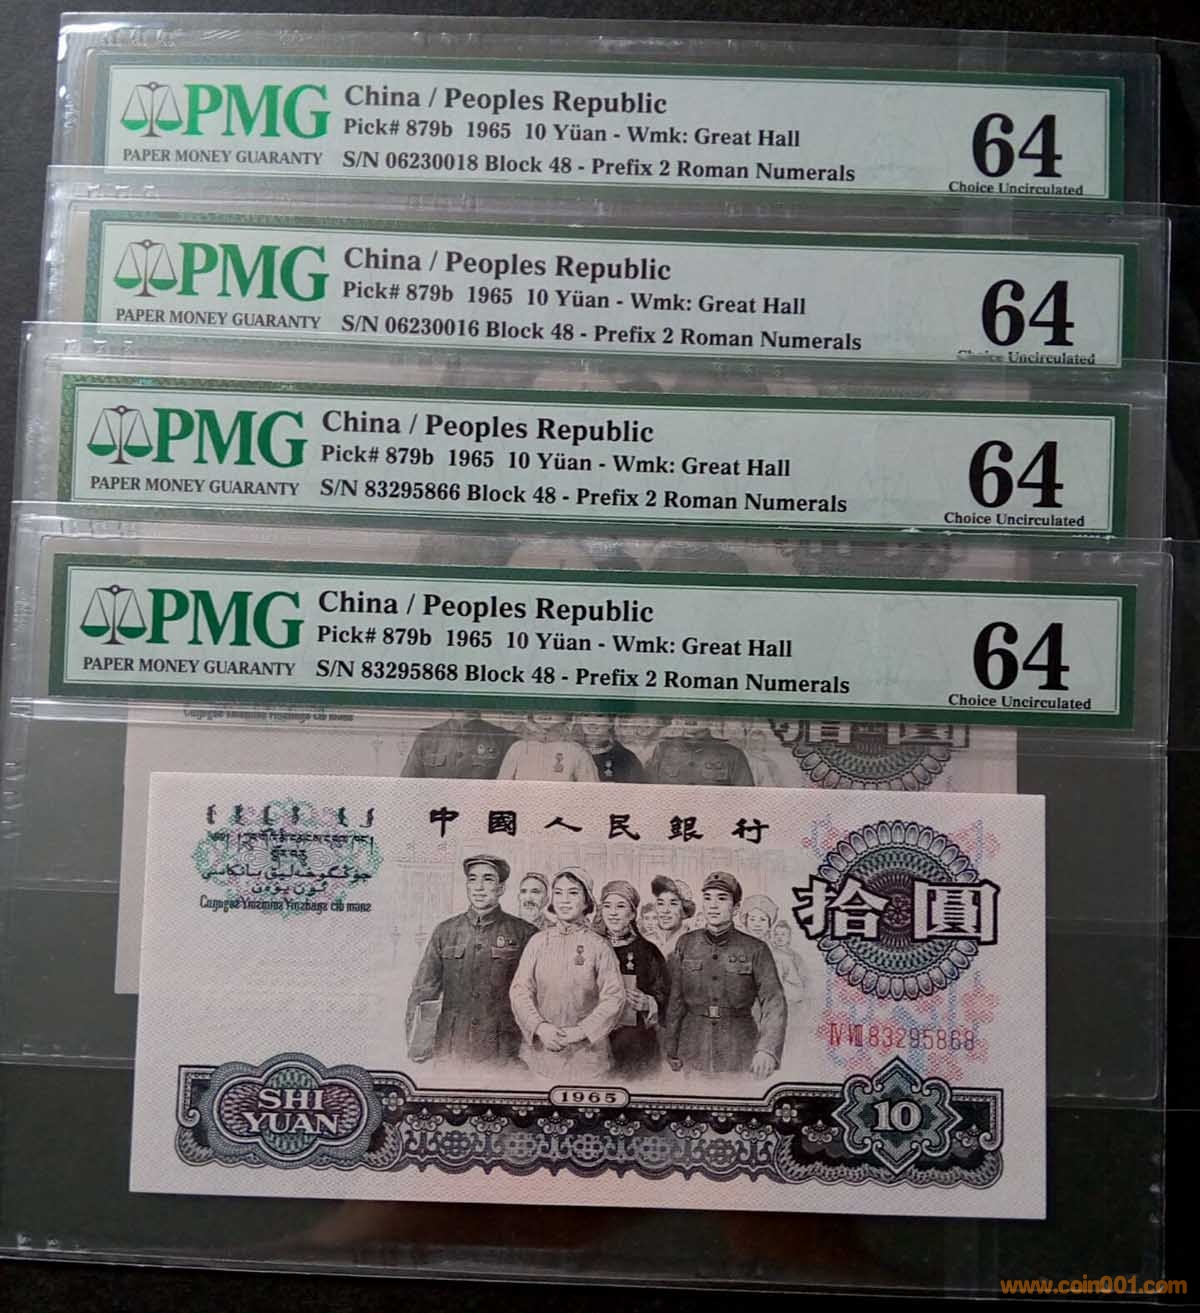 PMG
PAPER MONEY GUARANTY
China / Peoples Republic
Pick# 879b 1965 10 Yüan - Wmk: Great Hall
S/N 06230018 Block 48 - Prefix 2 Roman Numerals
64
Choice Uncirculated
PMG
PAPER MONEY GUARANTY
China / Peoples Republic
Pick# 879b 1965 10 Yüan - Wmk: Great Hall
S/N 06230016 Block 48 - Prefix 2 Roman Numerals
64
Choice Uncirculated
PMG
PAPER MONEY GUARANTY
China / Peoples Republic
Pick# 879b 1965 10 Yüan - Wmk: Great Hall
S/N 83295866 Block 48 - Prefix 2 Roman Numerals
64
Choice Uncirculated
PMG
PAPER MONEY GUARANTY
China / Peoples Republic
Pick# 879b 1965 10 Yüan - Wmk: Great Hall
S/N 83295868 Block 48 - Prefix 2 Roman Numerals
64
Choice Uncirculated
中國人民銀行
拾圓
ⅣⅧ 83295868
1965
SHI
YUAN
10
www.coin001.com